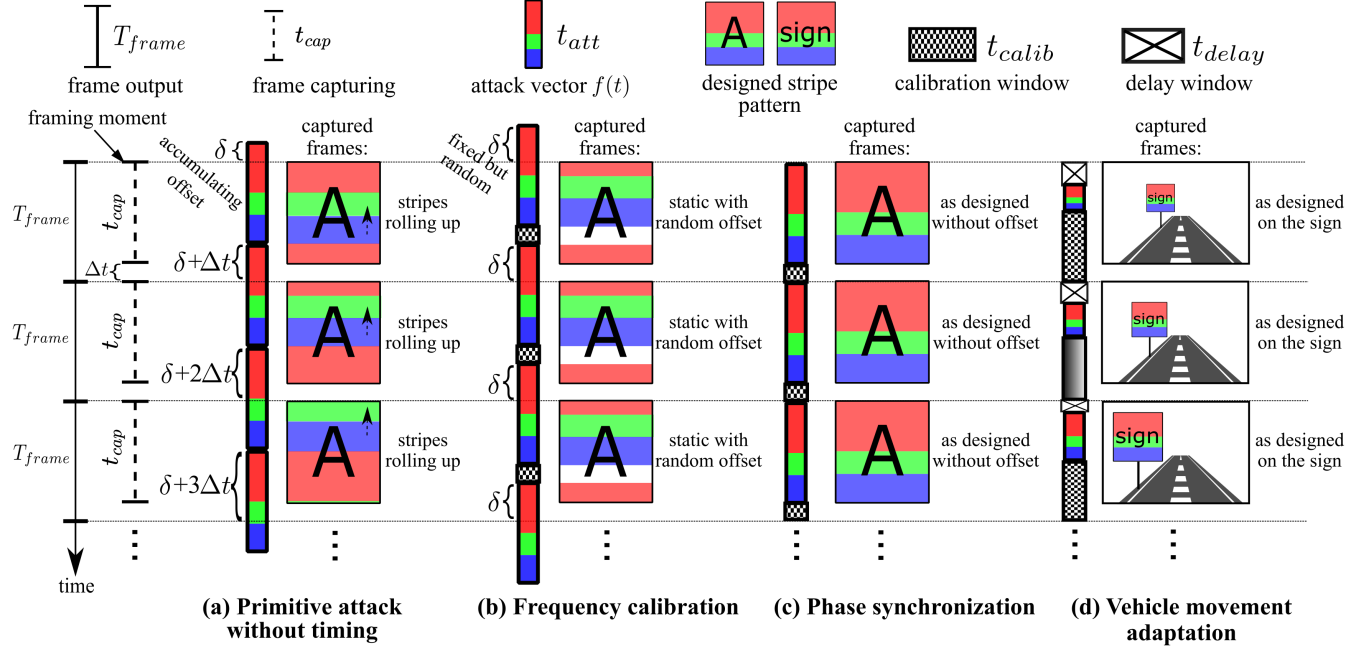 T_frame
frame output
t_cap
frame capturing
t_att
attack vector f(t)
A
sign
designed stripe
pattern
t_calib
calibration window
t_delay
delay window
framing moment
T_frame
T_frame
T_frame
time
t_cap
Δt
t_cap
t_cap
accumulating
offset
δ
δ+Δt
δ+2Δt
δ+3Δt
captured
frames:
A
stripes
rolling up
A
stripes
rolling up
A
stripes
rolling up
(a) Primitive attack
without timing
fixed but
random
δ
δ
δ
δ
captured
frames:
A
static with
random offset
A
static with
random offset
A
static with
random offset
(b) Frequency calibration
captured
frames:
A
as designed
without offset
A
as designed
without offset
A
as designed
without offset
(c) Phase synchronization
captured
frames:
sign
as designed
on the sign
sign
as designed
on the sign
sign
as designed
on the sign
(d) Vehicle movement
adaptation